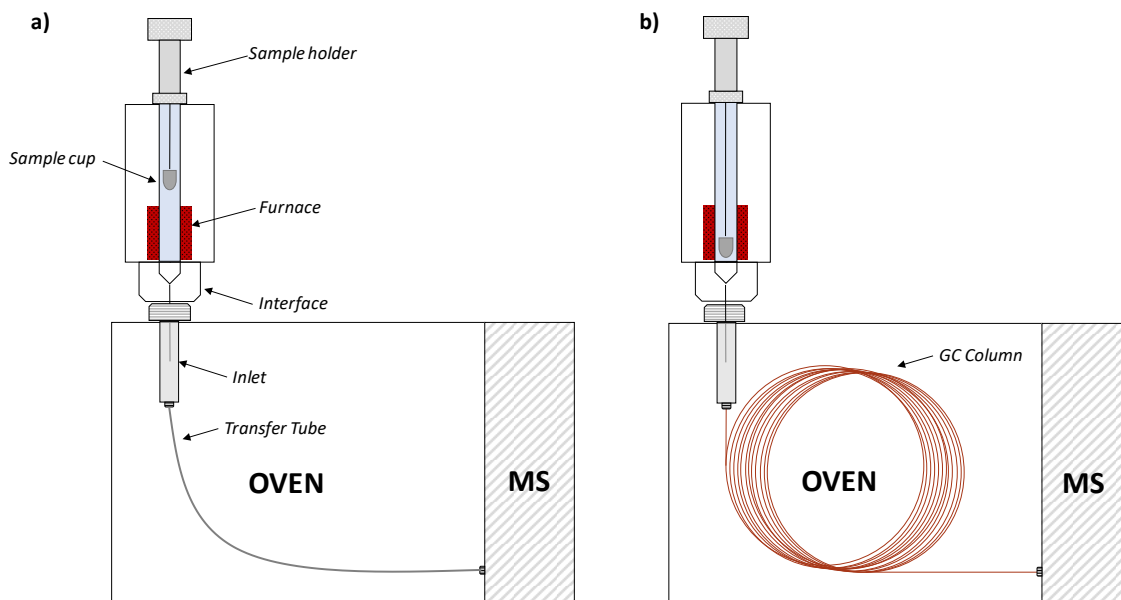 a)
Sample holder
Sample cup
Furnace
Interface
Inlet
Transfer Tube
OVEN
MS
b)
GC Column
OVEN
MS